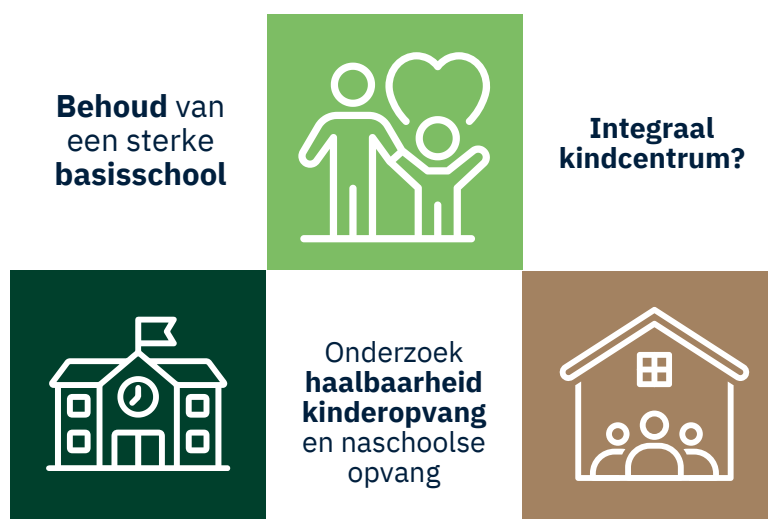 Behoud van
een sterke
basisschool
Integraal
kindcentrum?
Onderzoek
haalbaarheid
kinderopvang
en naschoolse
opvang